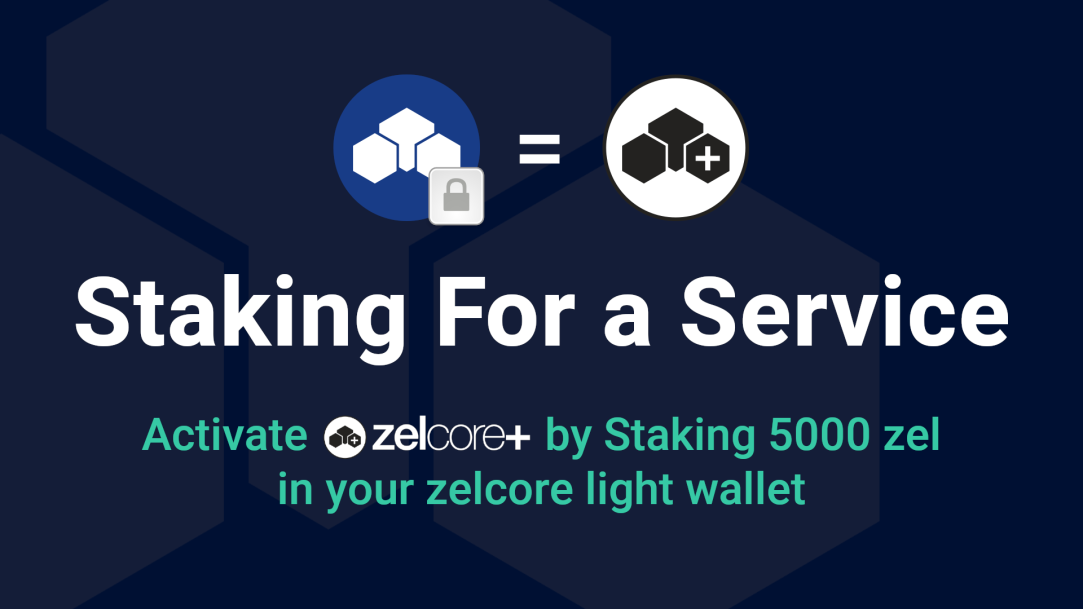 =
Staking For a Service
Activate zelcore+ by Staking 5000 zel
in your zelcore light wallet